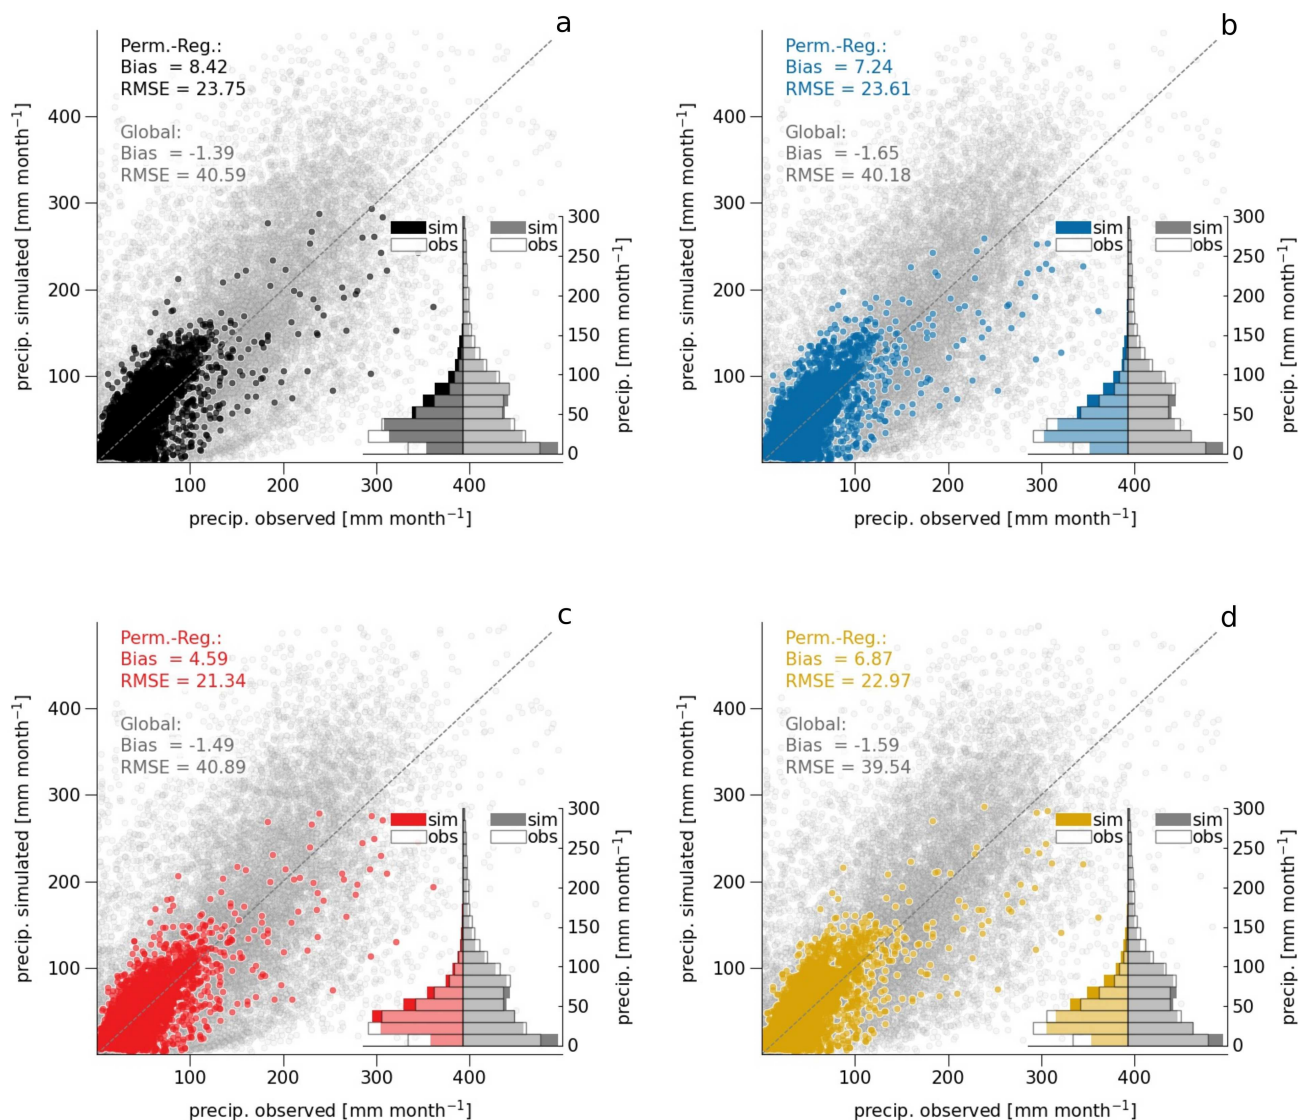 a
Perm.-Reg.:
Bias = 8.42
RMSE = 23.75
Global:
Bias = -1.39
RMSE = 40.59
precip. simulated [mm month⁻¹]
400
300
200
100
sim
obs
sim
obs
300
250
200
150
100
50
0
precip. [mm month⁻¹]
100
200
300
400
precip. observed [mm month⁻¹]
b
Perm.-Reg.:
Bias = 7.24
RMSE = 23.61
Global:
Bias = -1.65
RMSE = 40.18
precip. simulated [mm month⁻¹]
400
300
200
100
sim
obs
sim
obs
300
250
200
150
100
50
0
precip. [mm month⁻¹]
100
200
300
400
precip. observed [mm month⁻¹]
c
Perm.-Reg.:
Bias = 4.59
RMSE = 21.34
Global:
Bias = -1.49
RMSE = 40.89
precip. simulated [mm month⁻¹]
400
300
200
100
sim
obs
sim
obs
300
250
200
150
100
50
0
precip. [mm month⁻¹]
100
200
300
400
precip. observed [mm month⁻¹]
d
Perm.-Reg.:
Bias = 6.87
RMSE = 22.97
Global:
Bias = -1.59
RMSE = 39.54
precip. simulated [mm month⁻¹]
400
300
200
100
sim
obs
sim
obs
300
250
200
150
100
50
0
precip. [mm month⁻¹]
100
200
300
400
precip. observed [mm month⁻¹]